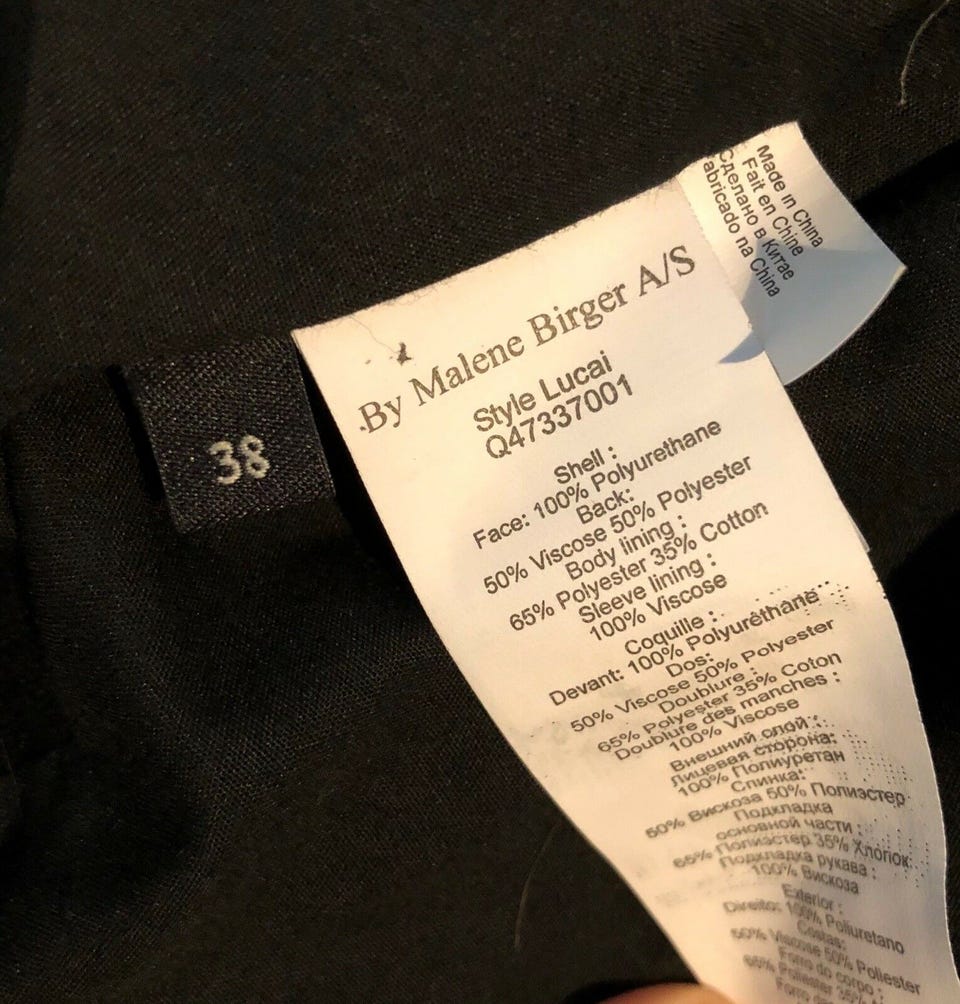 38
By Malene Birger A/S
Style Lucai
Q47337001
Shell :
Face: 100% Polyurethane
Back:
50% Viscose 50% Polyester
Body lining :
65% Polyester 35% Cotton
Sleeve lining :
100% Viscose
Coquille :
Devant: 100% Polyuréthane
Dos:
50% Viscose 50% Polyester
Doublure :
65% Polyester 35% Coton
Doublure des manches :
100% Viscose
Внешний слой :
Лицевая сторона:
100% Полиуретан
Спинка:
50% Вискоза 50% Полиэстер
Подкладка
основной части :
65% Полиэстер 35% Хлопок
Подкладка рукава :
100% Вискоза
Exterior :
Direito: 100% Poliuretano
Costas:
50% Viscose 50% Poliester
Forro do corpo :
65% Poliester 35%
Forro
Made in China
Fait en Chine
Сделано в Китае
Fabricado na China